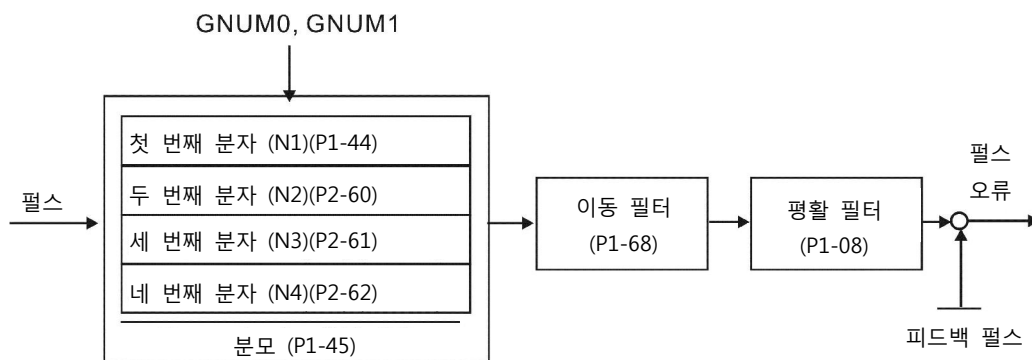 GNUM0, GNUM1
첫 번째 분자 (N1)(P1-44)
두 번째 분자 (N2)(P2-60)
세 번째 분자 (N3)(P2-61)
네 번째 분자 (N4)(P2-62)
분모 (P1-45)
펄스
이동 필터
(P1-68)
평활 필터
(P1-08)
펄스
오류
피드백 펄스